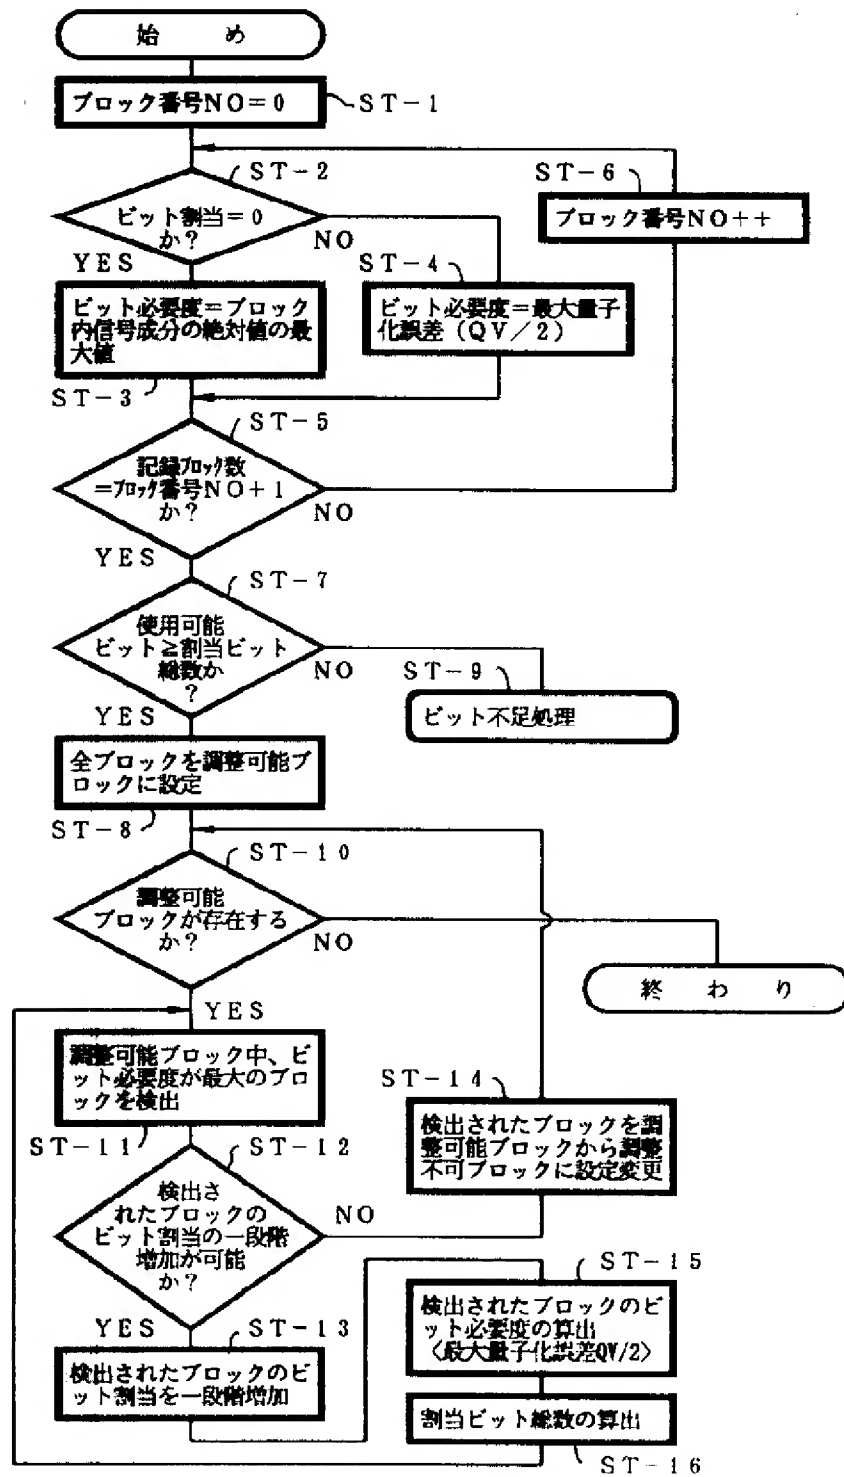 始 め
ブロック番号NO=0
ST-1
ST-2
ビット割当=0
か?
NO
YES
ST-6
ブロック番号NO++
ST-4
ビット必要度=最大量子
化誤差(QV/2)
ビット必要度=ブロック
内信号成分の絶対値の最
大値
ST-3
ST-5
記録ブロック数
=ブロック番号NO+1
か?
NO
YES
ST-7
使用可能
ビット≧割当ビット
総数か
?
NO
YES
ST-9
ビット不足処理
全ブロックを調整可能ブ
ロックに設定
ST-8
ST-10
調整可能
ブロックが存在する
か?
NO
終 わ り
YES
調整可能ブロック中、ビ
ット必要度が最大のブロ
ックを検出
ST-11
ST-12
ST-14
検出されたブロックを調
整可能ブロックから調整
不可ブロックに設定変更
検出さ
れたブロックの
ビット割当の一段階
増加が可能
か?
NO
YES
ST-13
検出されたブロックのビ
ット割当を一段階増加
ST-15
検出されたブロックのビ
ット必要度の算出
〈最大量子化誤差QV/2〉
割当ビット総数の算出
ST-16